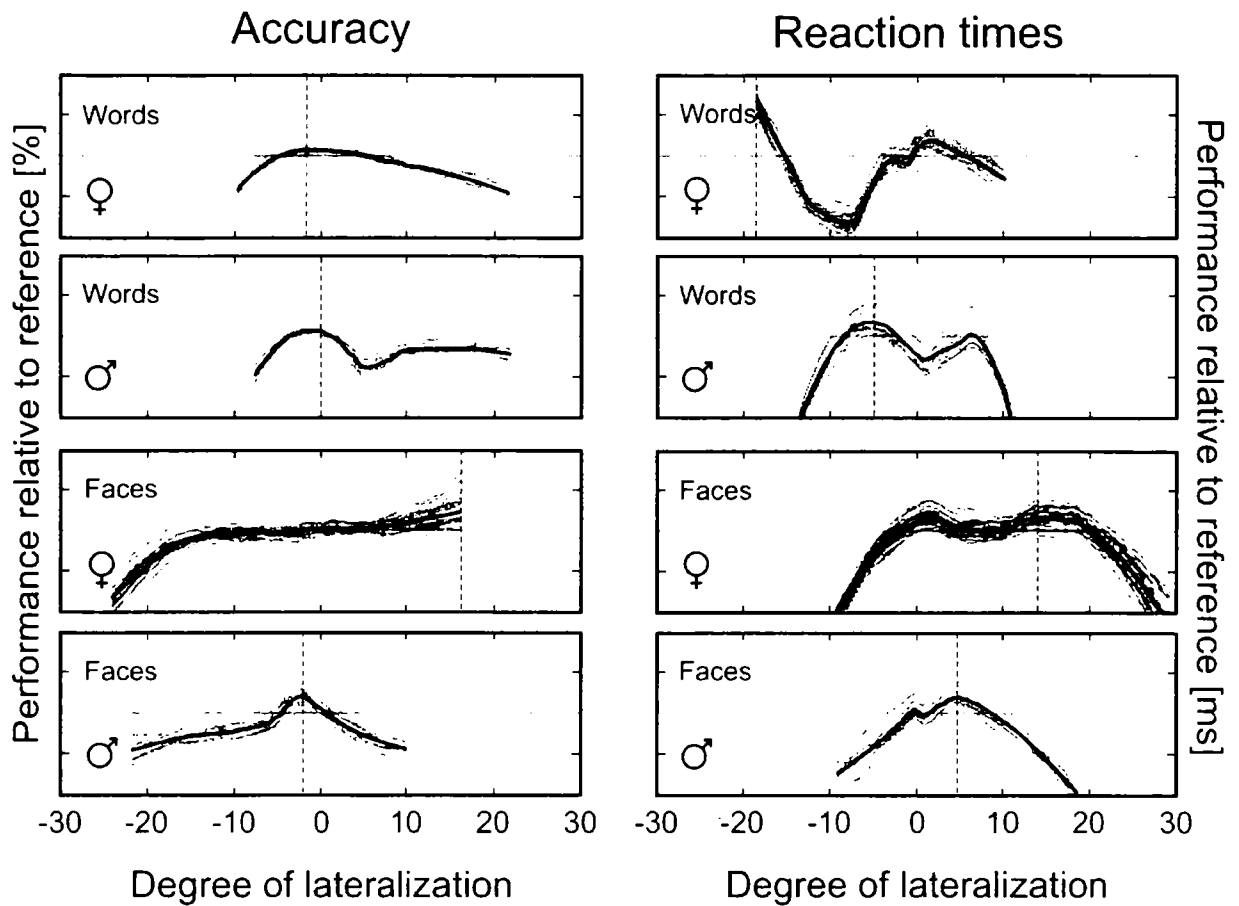 Accuracy
Reaction times
Performance relative to reference [%]
Words
♀
Words
♂
Faces
♀
Faces
♂
-30 -20 -10 0 10 20 30
Degree of lateralization
Words
♀
Words
♂
Faces
♀
Faces
♂
-30 -20 -10 0 10 20 30
Degree of lateralization
Performance relative to reference [ms]